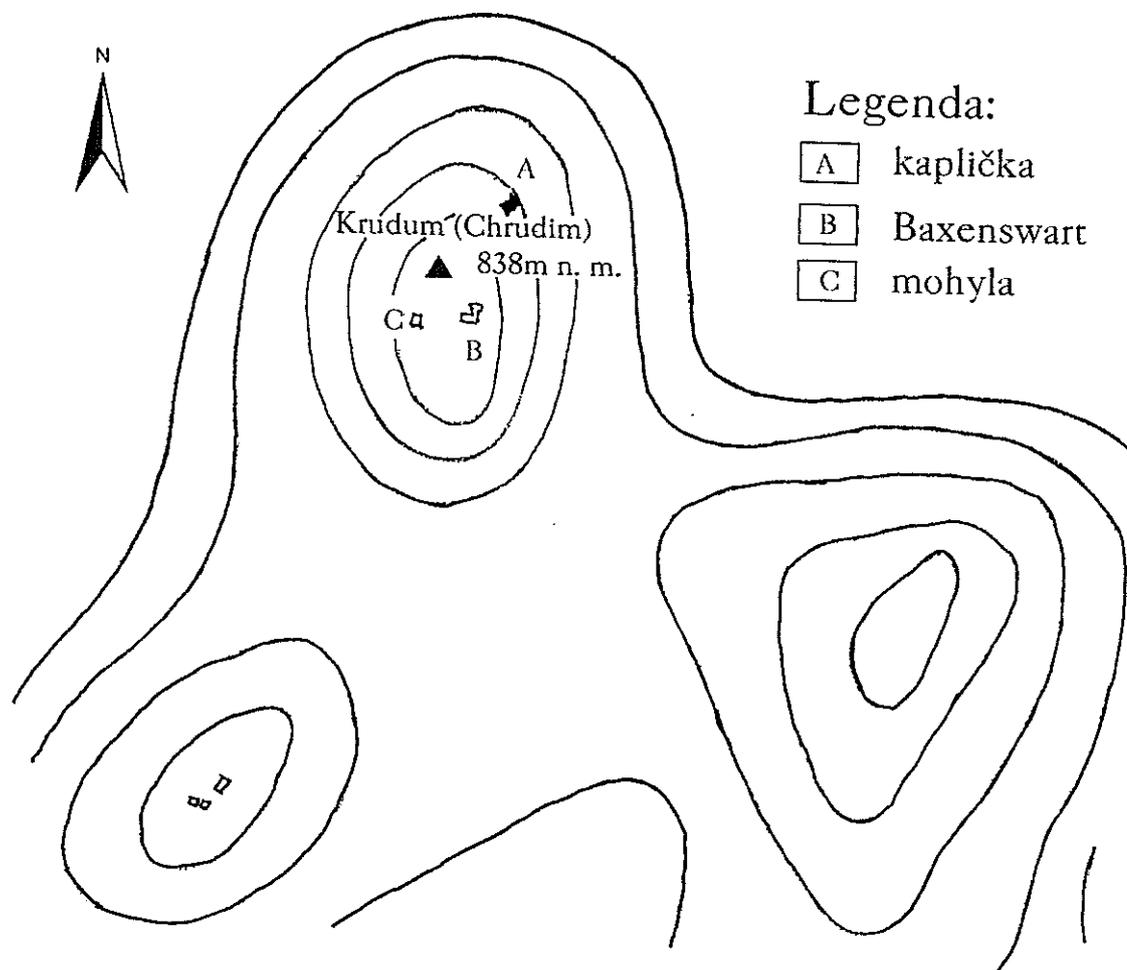 N
Legenda:
A kaplička
B Baxenswart
C mohyla
A
Krudum (Chrudim)
838m n. m.
C
B